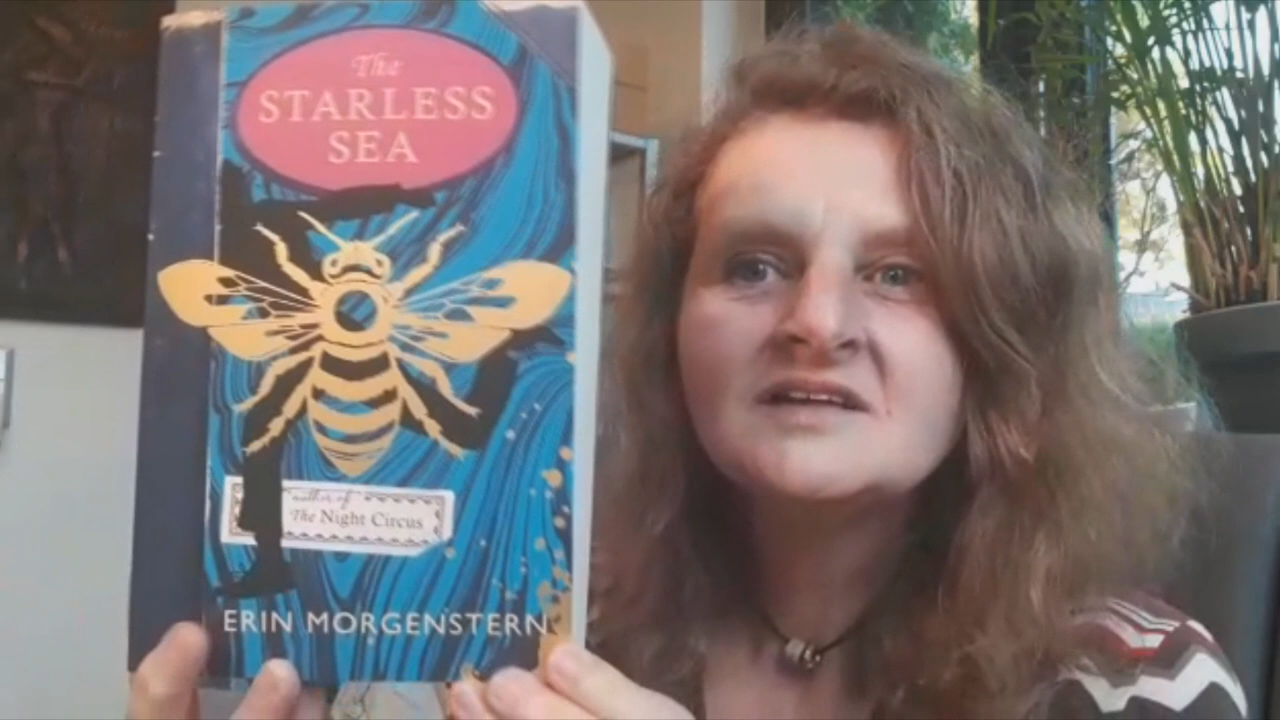 The
STARLESS
SEA
author of
The Night Circus
ERIN MORGENSTERN